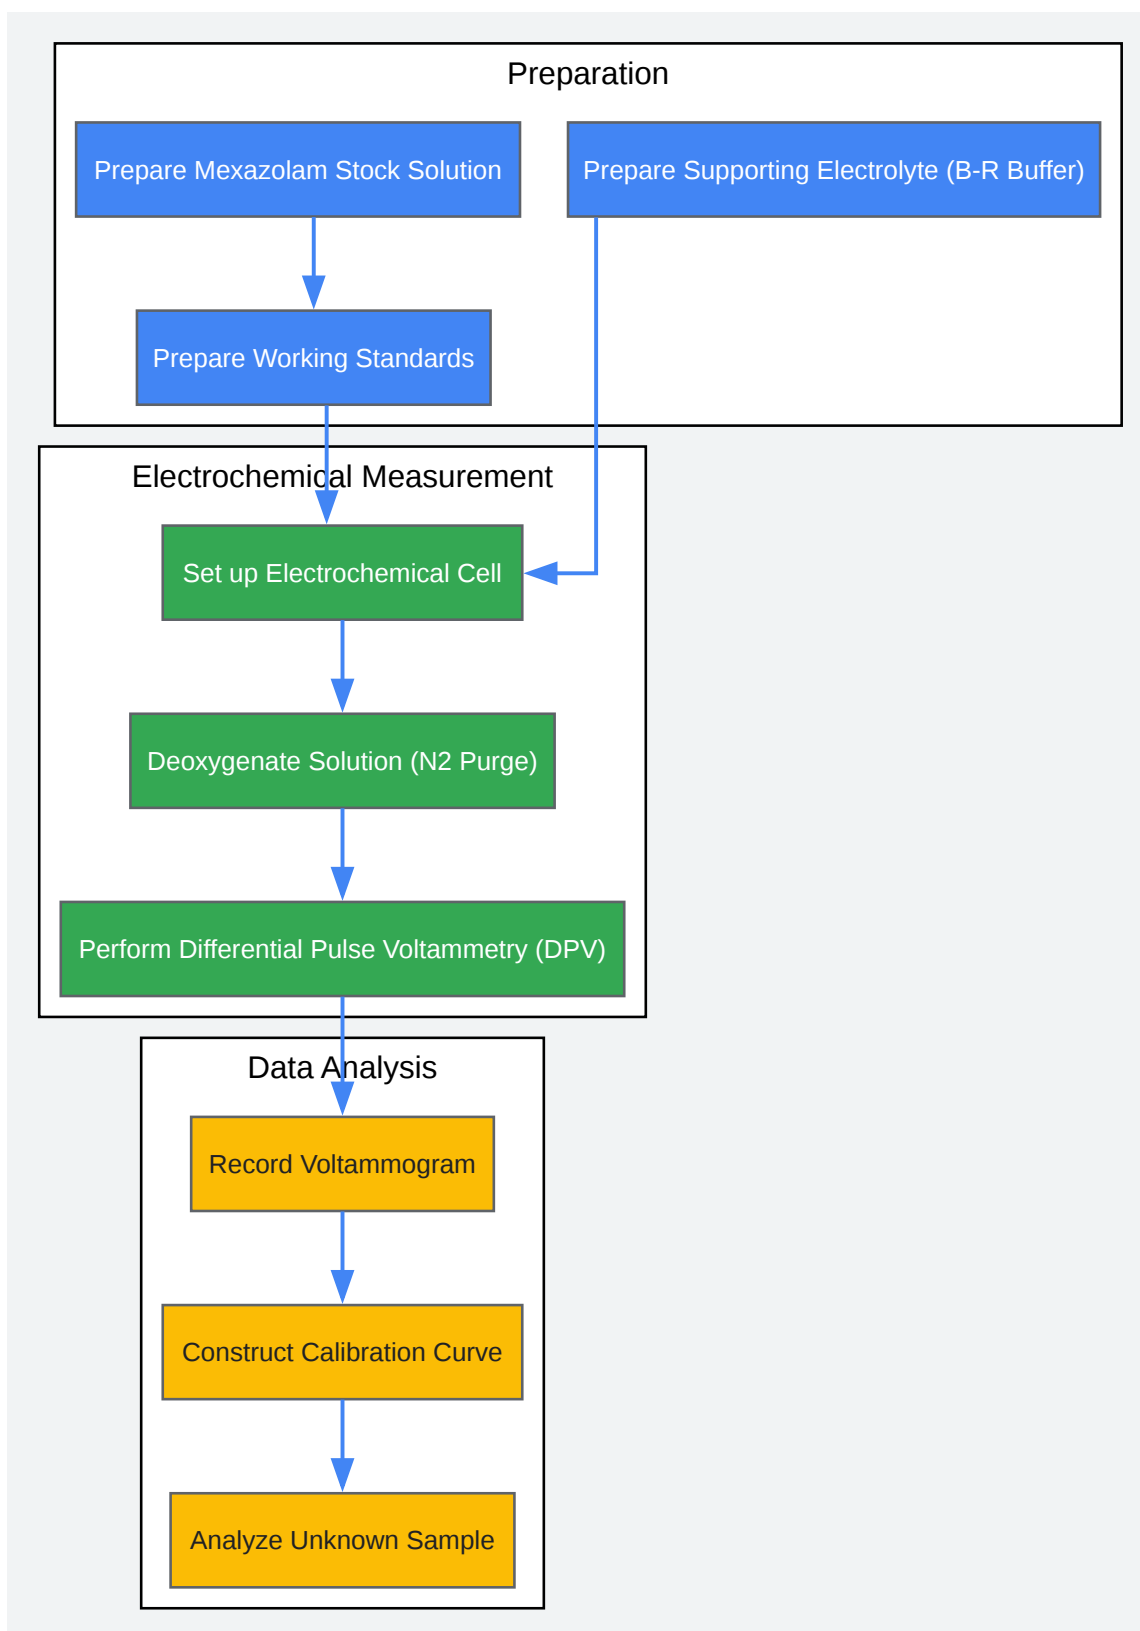 Preparation
Prepare Mexazolam Stock Solution
Prepare Supporting Electrolyte (B-R Buffer)
Prepare Working Standards
Electrochemical Measurement
Set up Electrochemical Cell
Deoxygenate Solution (N2 Purge)
Perform Differential Pulse Voltammetry (DPV)
Data Analysis
Record Voltammogram
Construct Calibration Curve
Analyze Unknown Sample